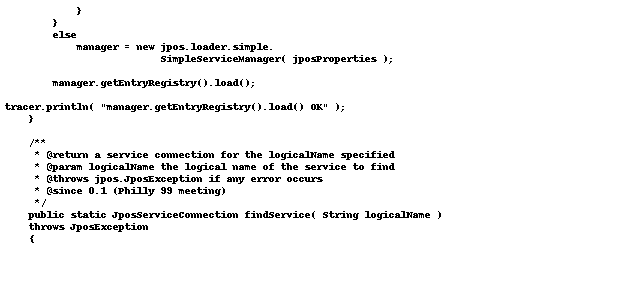 }
}
else
manager = new jpos.loader.simple.
SimpleServiceManager( jposProperties );
manager.getEntryRegistry().load();
tracer.println( "manager.getEntryRegistry().load() OK" );
}
/**
* @return a service connection for the logicalName specified
* @param logicalName the logical name of the service to find
* @throws jpos.JposException if any error occurs
* @since 0.1 (Philly 99 meeting)
*/
public static JposServiceConnection findService( String logicalName )
throws JposException
{